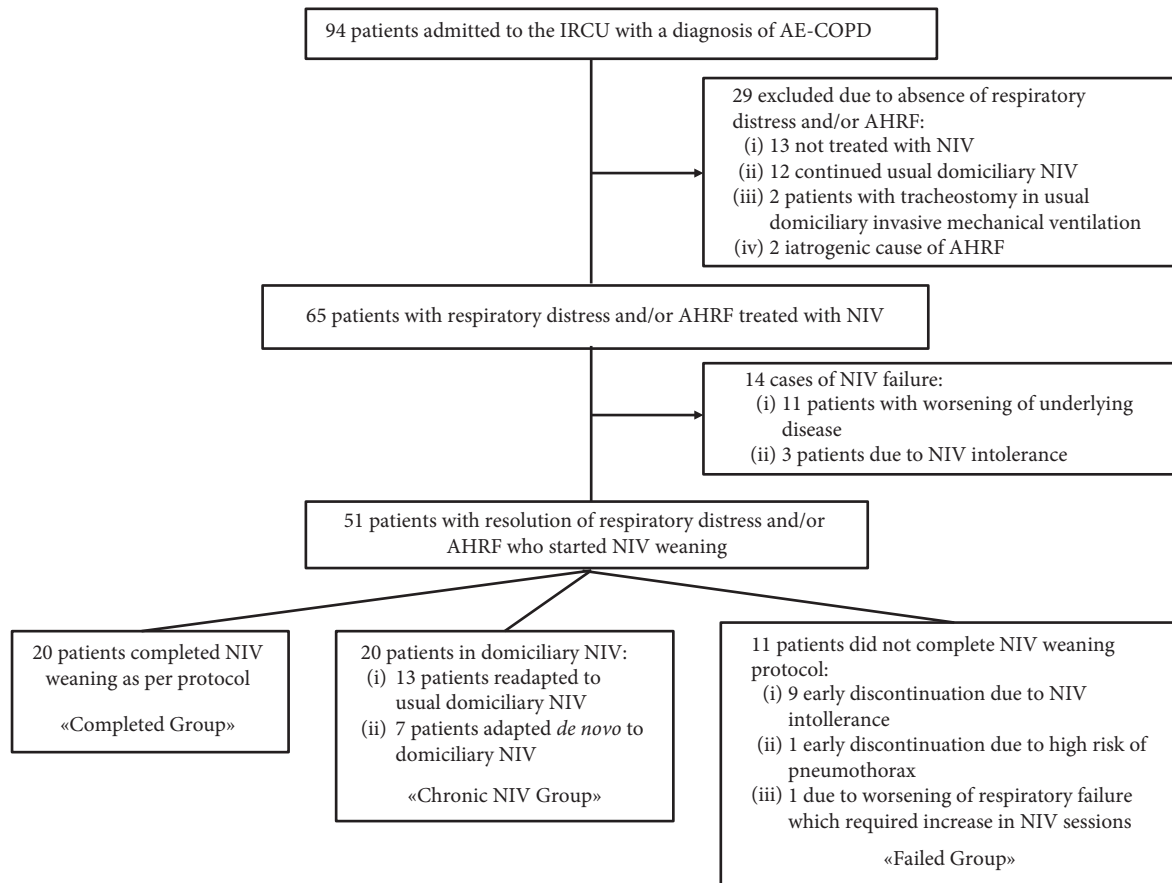 94 patients admitted to the IRCU with a diagnosis of AE-COPD
29 excluded due to absence of respiratory
distress and/or AHRF:
(i) 13 not treated with NIV
(ii) 12 continued usual domiciliary NIV
(iii) 2 patients with tracheostomy in usual
domiciliary invasive mechanical ventilation
(iv) 2 iatrogenic cause of AHRF
65 patients with respiratory distress and/or AHRF treated with NIV
14 cases of NIV failure:
(i) 11 patients with worsening of underlying
disease
(ii) 3 patients due to NIV intolerance
51 patients with resolution of respiratory distress and/or
AHRF who started NIV weaning
20 patients completed NIV
weaning as per protocol
«Completed Group»
20 patients in domiciliary NIV:
(i) 13 patients readapted to
usual domiciliary NIV
(ii) 7 patients adapted de novo to
domiciliary NIV
«Chronic NIV Group»
11 patients did not complete NIV weaning
protocol:
(i) 9 early discontinuation due to NIV
intollerance
(ii) 1 early discontinuation due to high risk of
pneumothorax
(iii) 1 due to worsening of respiratory failure
which required increase in NIV sessions
«Failed Group»